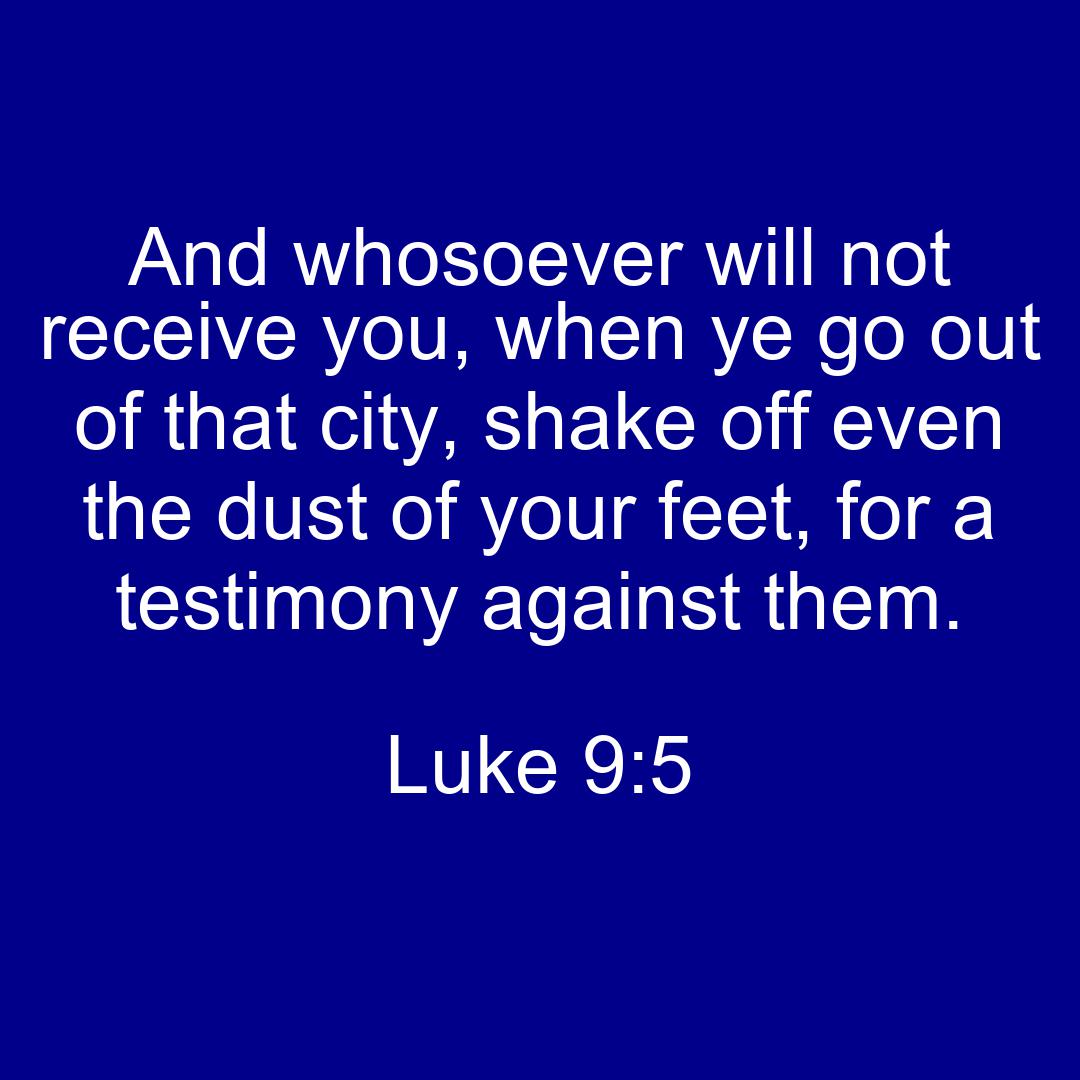 And whosoever will not
receive you, when ye go out
of that city, shake off even
the dust of your feet, for a
testimony against them.
Luke 9:5